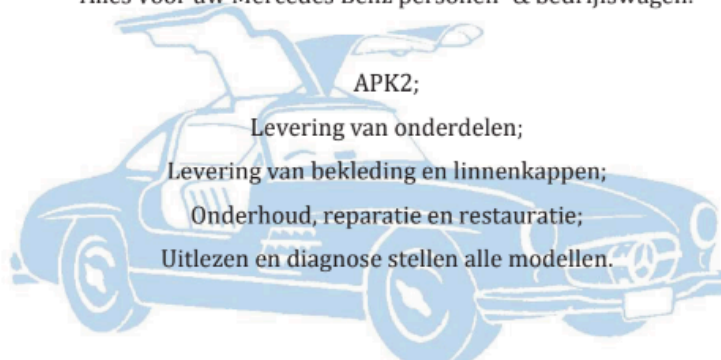 Alles voor uw Mercedes Benz personen- & bedrijfswagen:
APK2;
Levering van onderdelen;
Levering van bekleding en linnenkappen;
Onderhoud, reparatie en restauratie;
Uitlezen en diagnose stellen alle modellen.